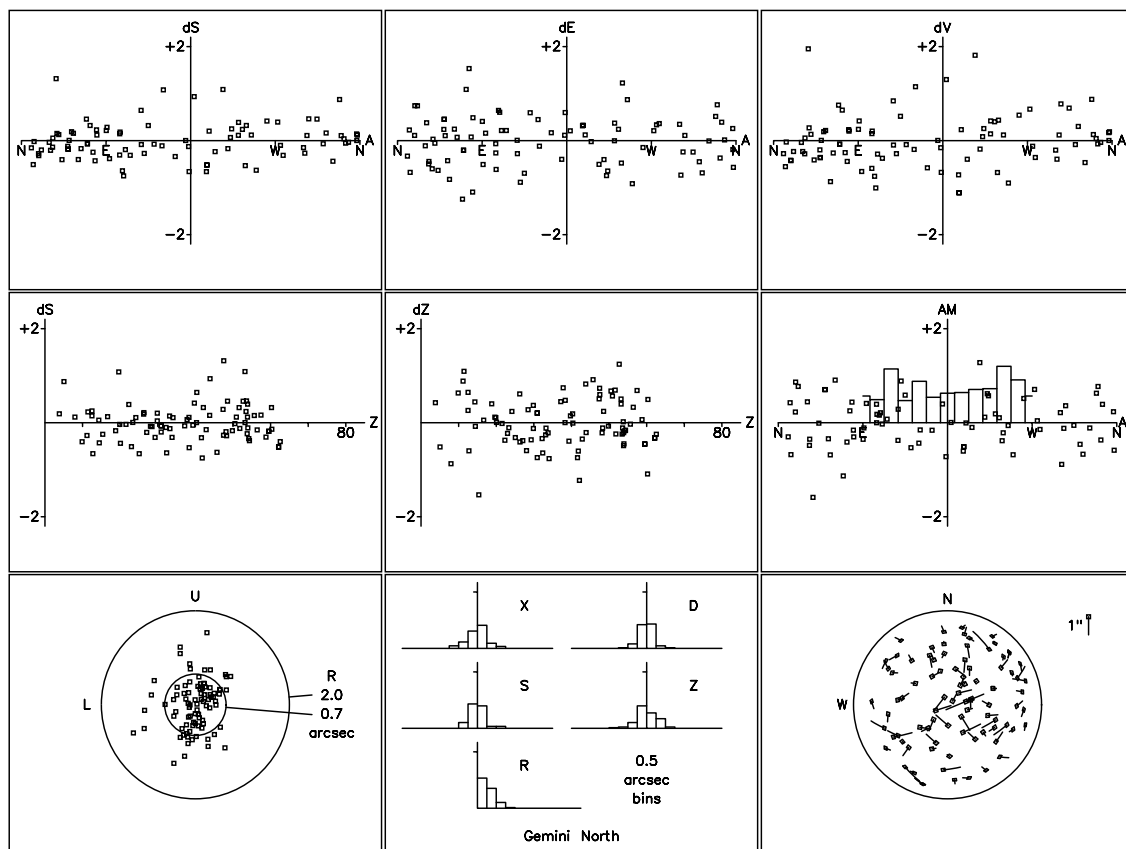 dS
+2
N E W N A
−2
dE
+2
N E W N A
−2
dV
+2
N E W N A
−2
dS
+2
80 Z
−2
dZ
+2
80 Z
−2
AM
+2
N E W N A
−2
U
L
R
2.0
0.7
arcsec
X
D
S
Z
R
0.5
arcsec
bins
Gemini North
N
W
1"